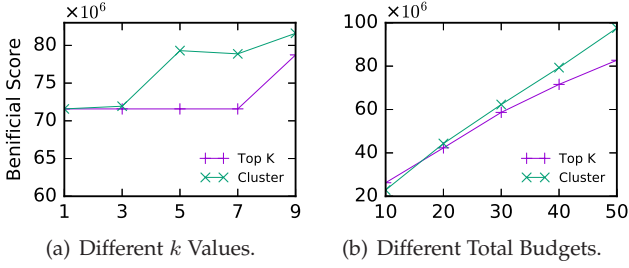 ×10⁶
80
75
70
65
60
Benificial Score
1 3 5 7 9
Top K
Cluster
(a) Different k Values.
×10⁶
100
80
60
40
20
10 20 30 40 50
Top K
Cluster
(b) Different Total Budgets.